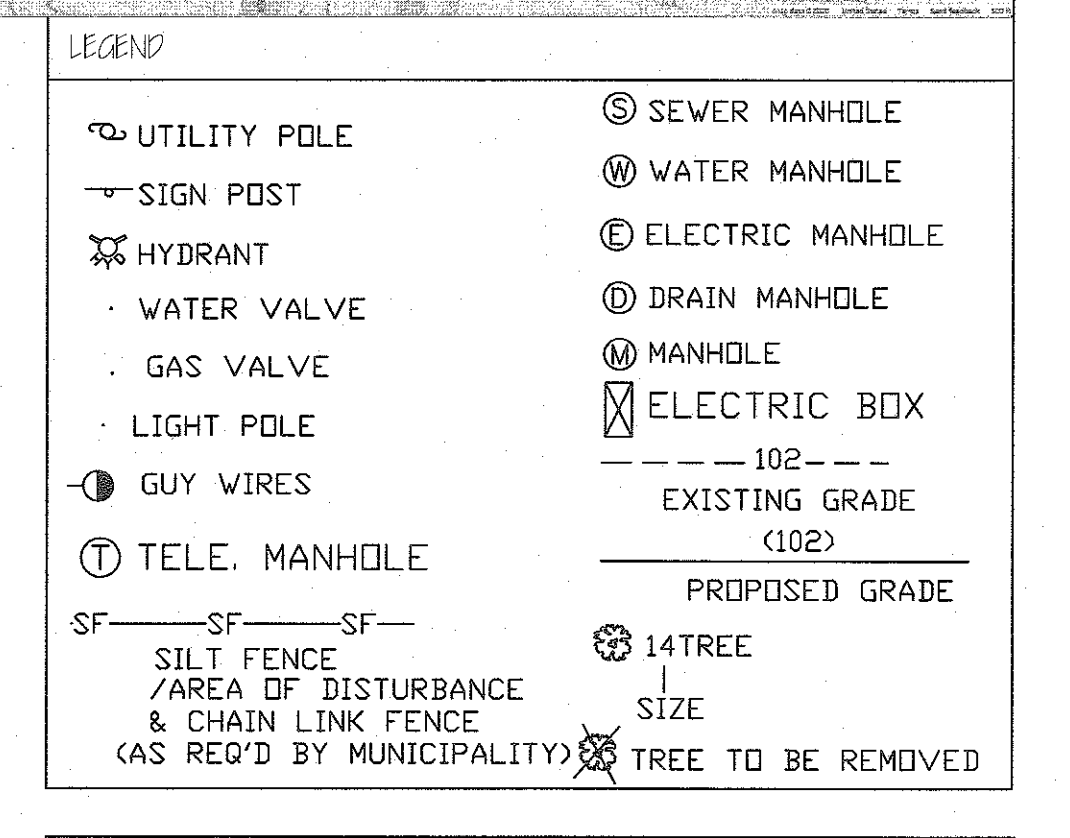 LEGEND
UTILITY POLE
SIGN POST
HYDRANT
WATER VALVE
GAS VALVE
LIGHT POLE
GUY WIRES
T TELE. MANHOLE
SF SF SF
SILT FENCE
/AREA OF DISTURBANCE
& CHAIN LINK FENCE
(AS REQ'D BY MUNICIPALITY)
S SEWER MANHOLE
W WATER MANHOLE
E ELECTRIC MANHOLE
D DRAIN MANHOLE
M MANHOLE
ELECTRIC BOX
102
EXISTING GRADE
(102)
PROPOSED GRADE
14TREE
SIZE
TREE TO BE REMOVED